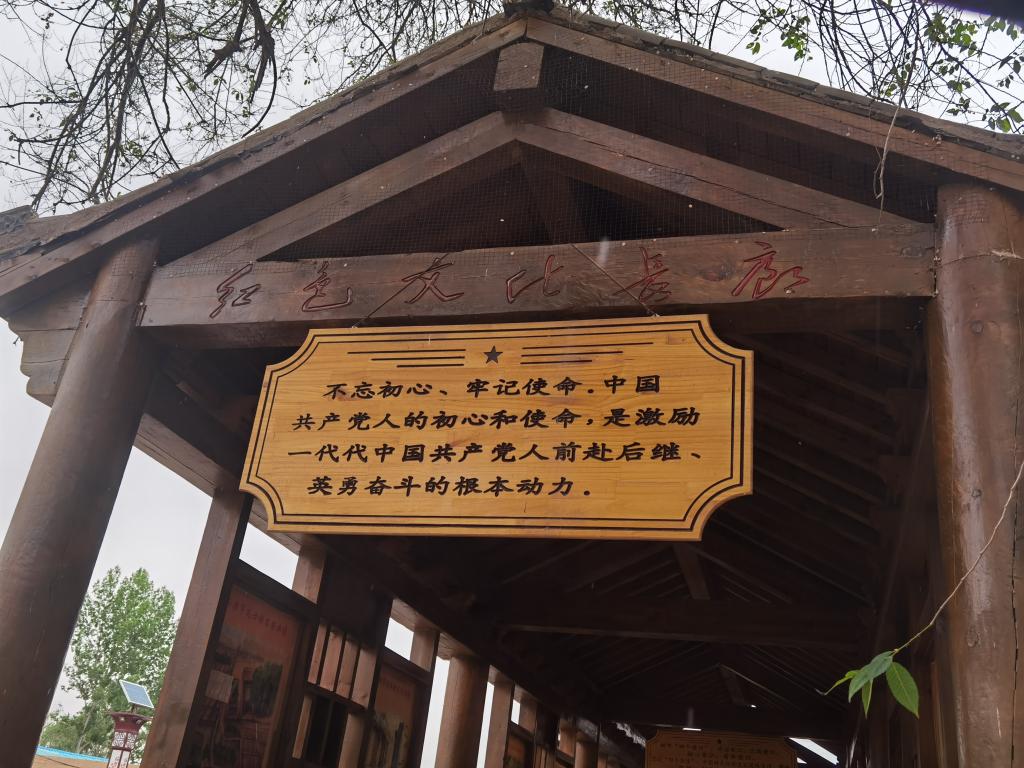 红色文化长廊
不忘初心、牢记使命.中国
共产党人的初心和使命,是激励
一代代中国共产党人前赴后继、
英勇奋斗的根本动力.